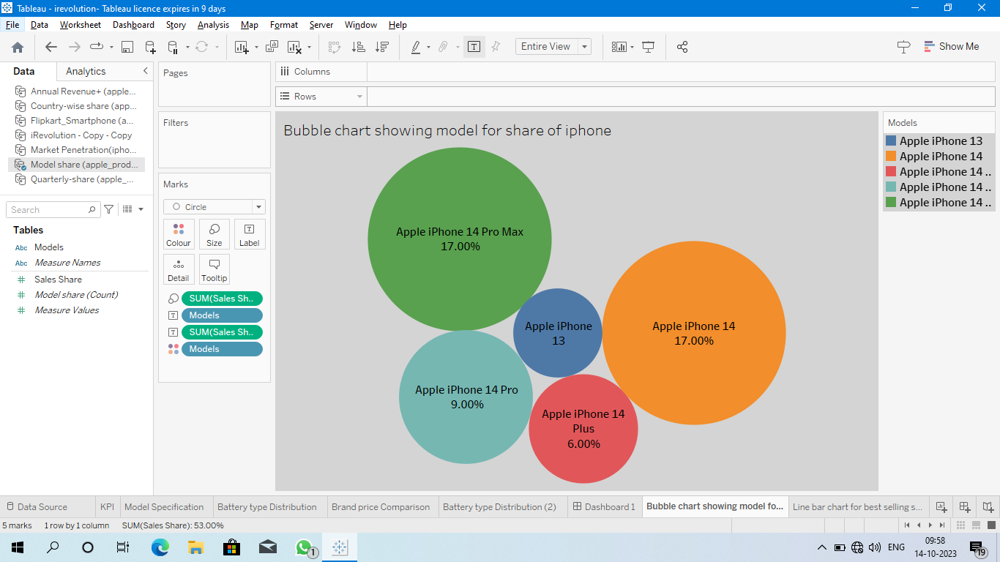 Tableau - irevolution- Tableau licence expires in 9 days
File Data Worksheet Dashboard Story Analysis Map Format Server Window Help
Entire View
Show Me
Data Analytics
Annual Revenue+ (apple...
Country-wise share (app...
Flipkart_Smartphone (a...
iRevolution - Copy - Copy
Market Penetration(ipho...
Model share (apple_prod...
Quarterly-share (apple_...
Search
Tables
Abc Models
Abc Measure Names
Sales Share
Model share (Count)
Measure Values
Pages
Filters
Marks
Circle
Colour Size Label
Detail Tooltip
SUM(Sales Sh..
Models
SUM(Sales Sh..
Models
Columns
Rows
Bubble chart showing model for share of iphone
Apple iPhone 14 Pro Max
17.00%
Apple iPhone
13
Apple iPhone 14
17.00%
Apple iPhone 14 Pro
9.00%
Apple iPhone 14
Plus
6.00%
Models
Apple iPhone 13
Apple iPhone 14
Apple iPhone 14 ..
Apple iPhone 14 ..
Apple iPhone 14 ..
Data Source KPI Model Specification Battery type Distribution Brand price Comparison Battery type Distribution (2) Dashboard 1 Bubble chart showing model fo... Line bar chart for best selling s...
5 marks 1 row by 1 column SUM(Sales Share): 53.00%
1
ENG
09:58
14-10-2023
19